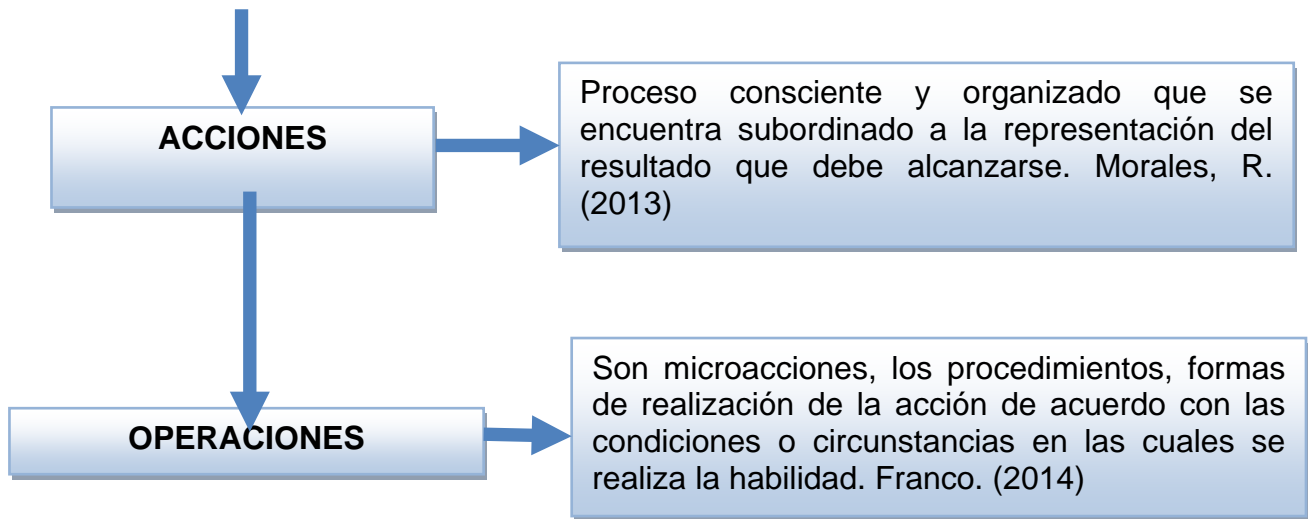 ACCIONES
Proceso consciente y organizado que se
encuentra subordinado a la representación del
resultado que debe alcanzarse. Morales, R.
(2013)
OPERACIONES
Son microacciones, los procedimientos, formas
de realización de la acción de acuerdo con las
condiciones o circunstancias en las cuales se
realiza la habilidad. Franco. (2014)